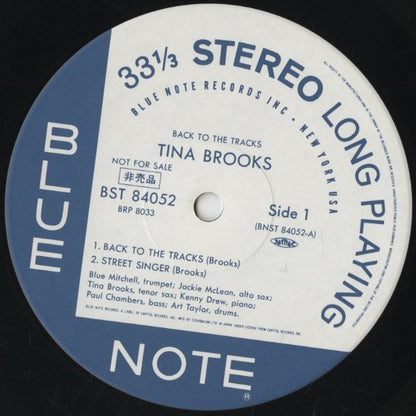 33 1/3 STEREO LONG PLAYING
BLUE NOTE RECORDS INC · NEW YORK USA
BACK TO THE TRACKS
TINA BROOKS
NOT FOR SALE
非売品
BST 84052
BRP 8033
Side 1
(BNST 84052-A)
1. BACK TO THE TRACKS (Brooks)
2. STREET SINGER (Brooks)
Blue Mitchell, trumpet; Jackie McLean, alto sax;
Tina Brooks, tenor sax; Kenny Drew, piano;
Paul Chambers, bass; Art Taylor, drums.
BLUE NOTE ®